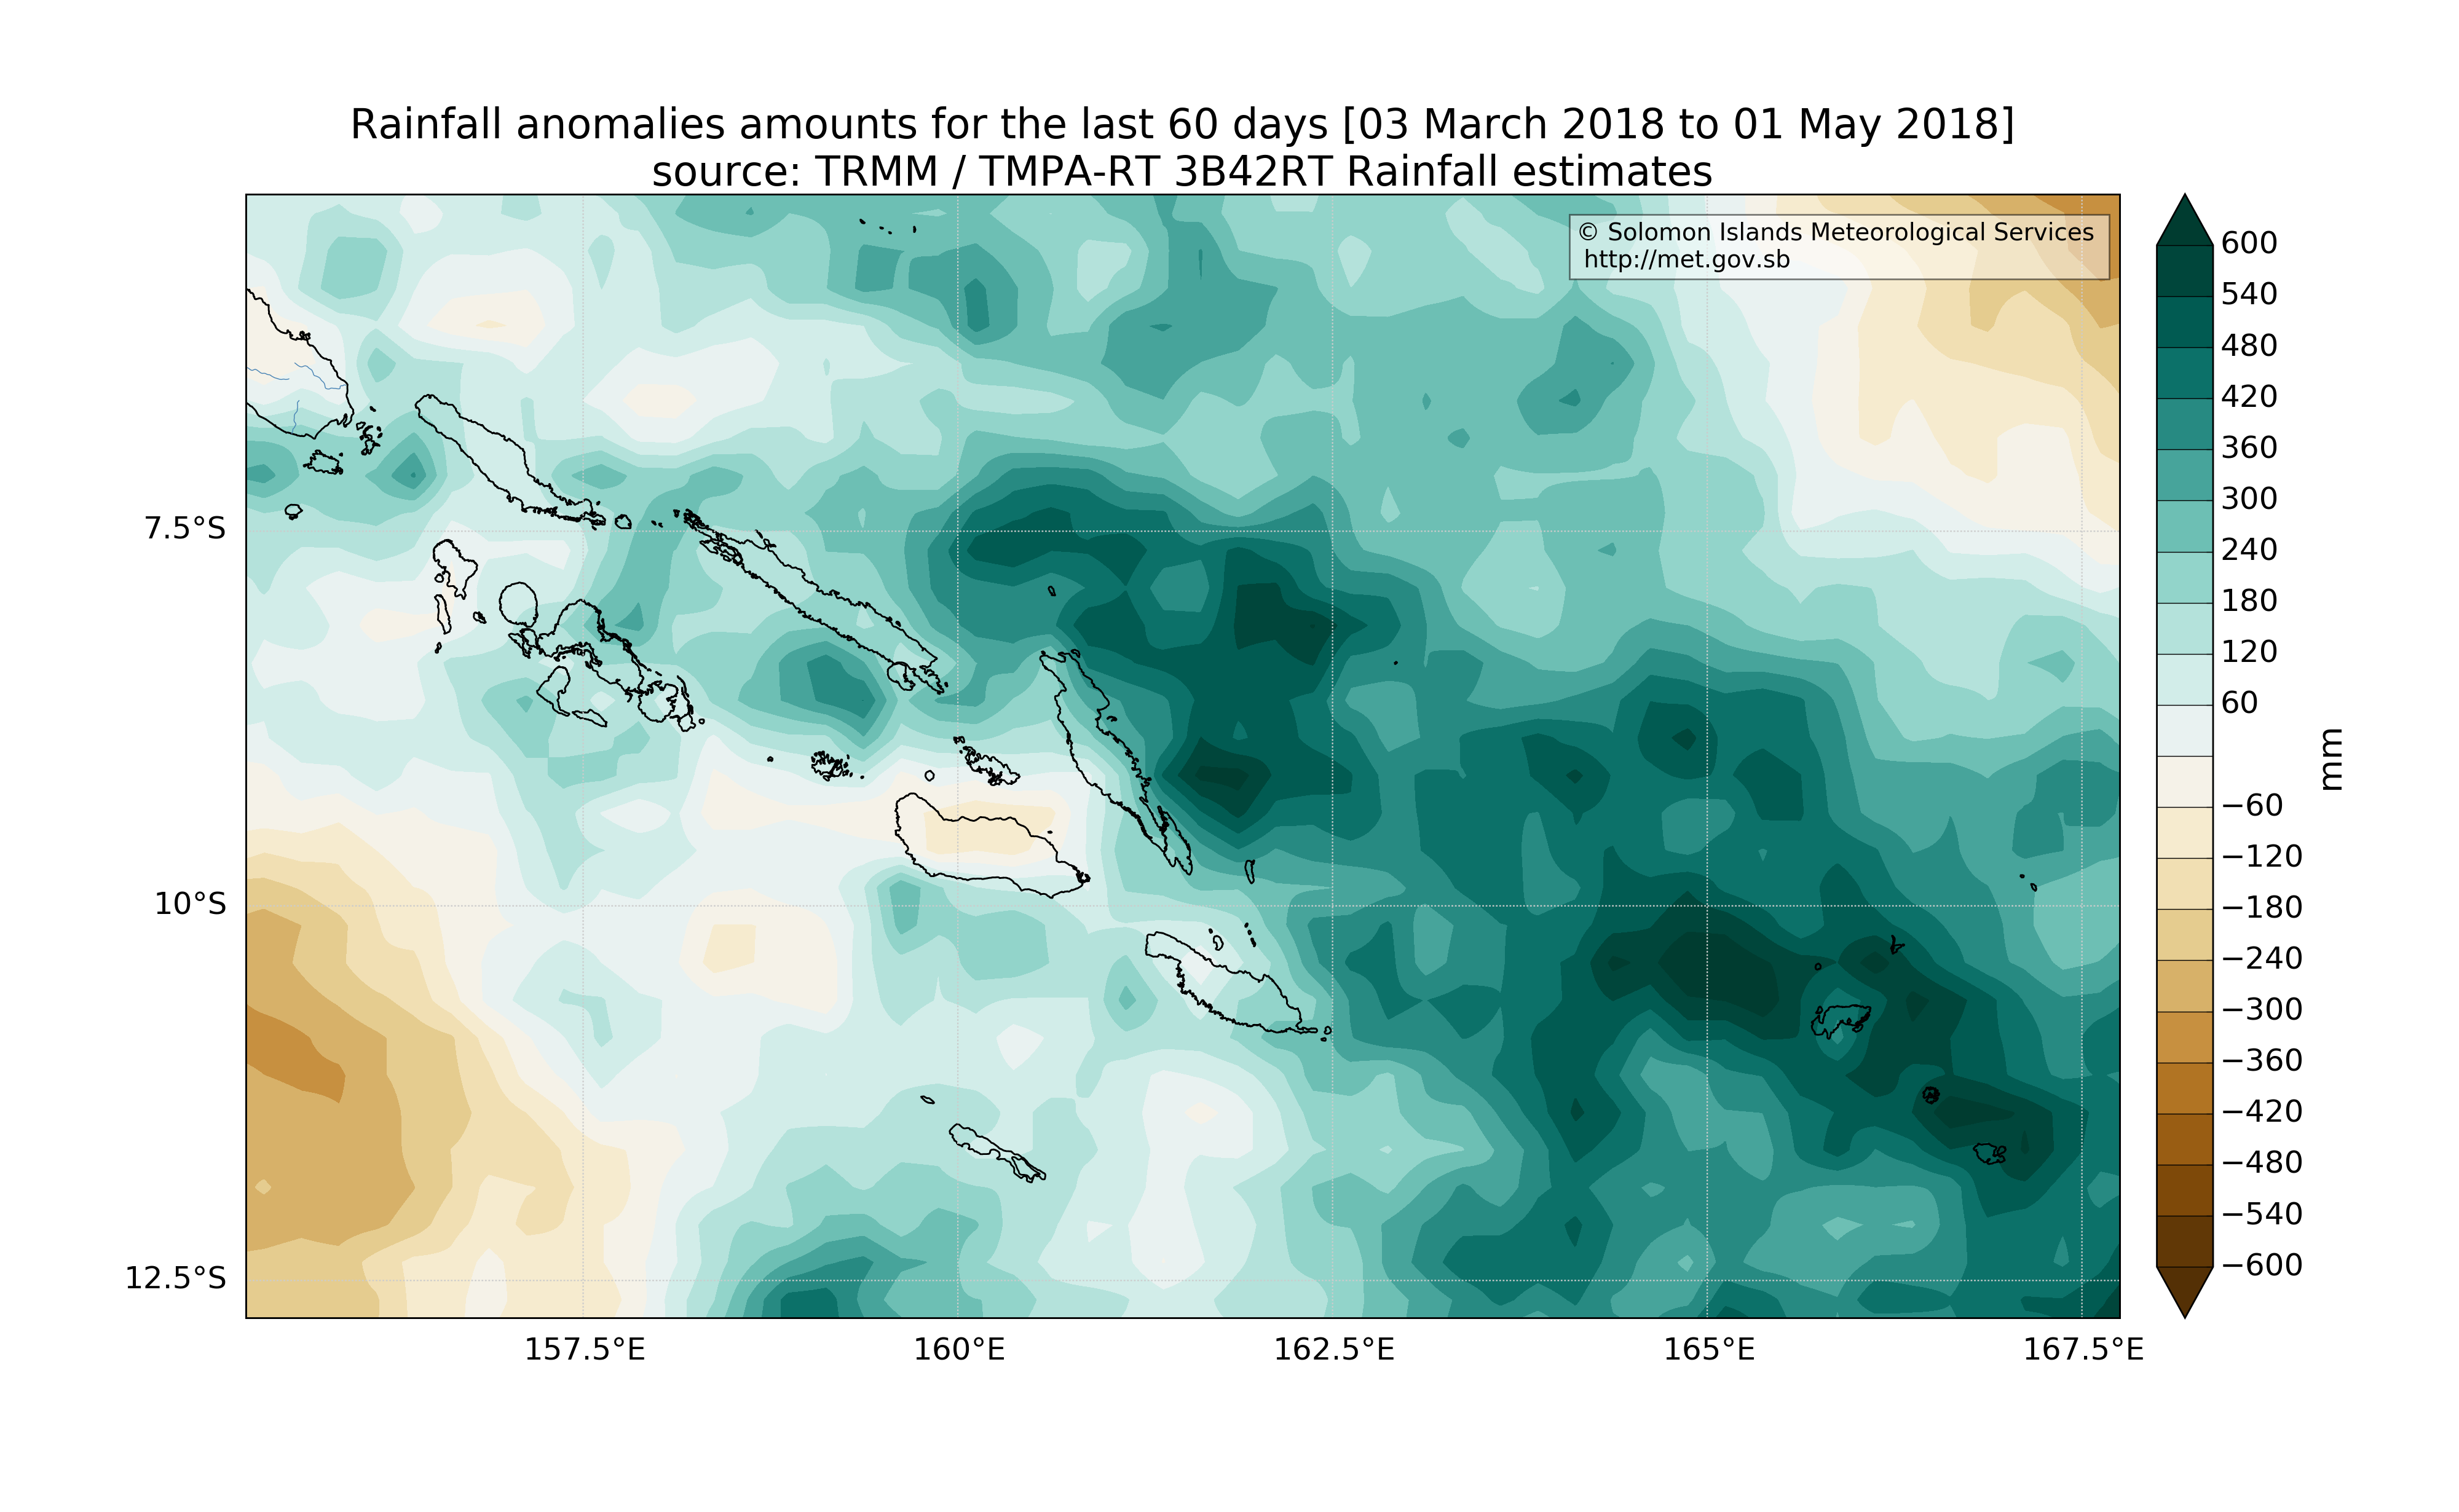 Rainfall anomalies amounts for the last 60 days [03 March 2018 to 01 May 2018]
source: TRMM / TMPA-RT 3B42RT Rainfall estimates
© Solomon Islands Meteorological Services
http://met.gov.sb
7.5°S
10°S
12.5°S
157.5°E
160°E
162.5°E
165°E
167.5°E
600
540
480
420
360
300
240
180
120
60
−60
−120
−180
−240
−300
−360
−420
−480
−540
−600
mm